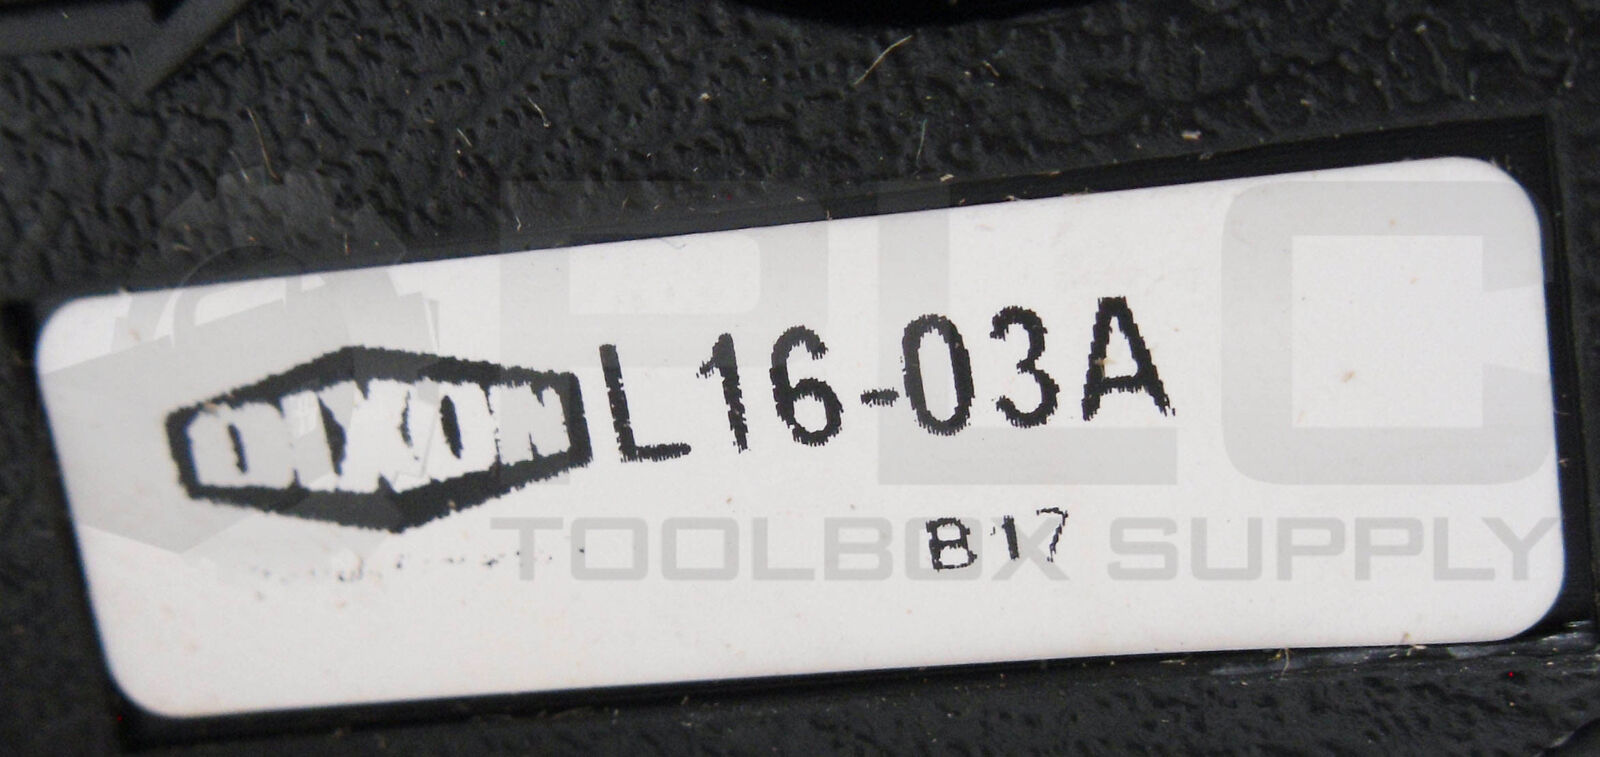 DIXON L16-03A
B17
PLC
TOOLBOX SUPPLY